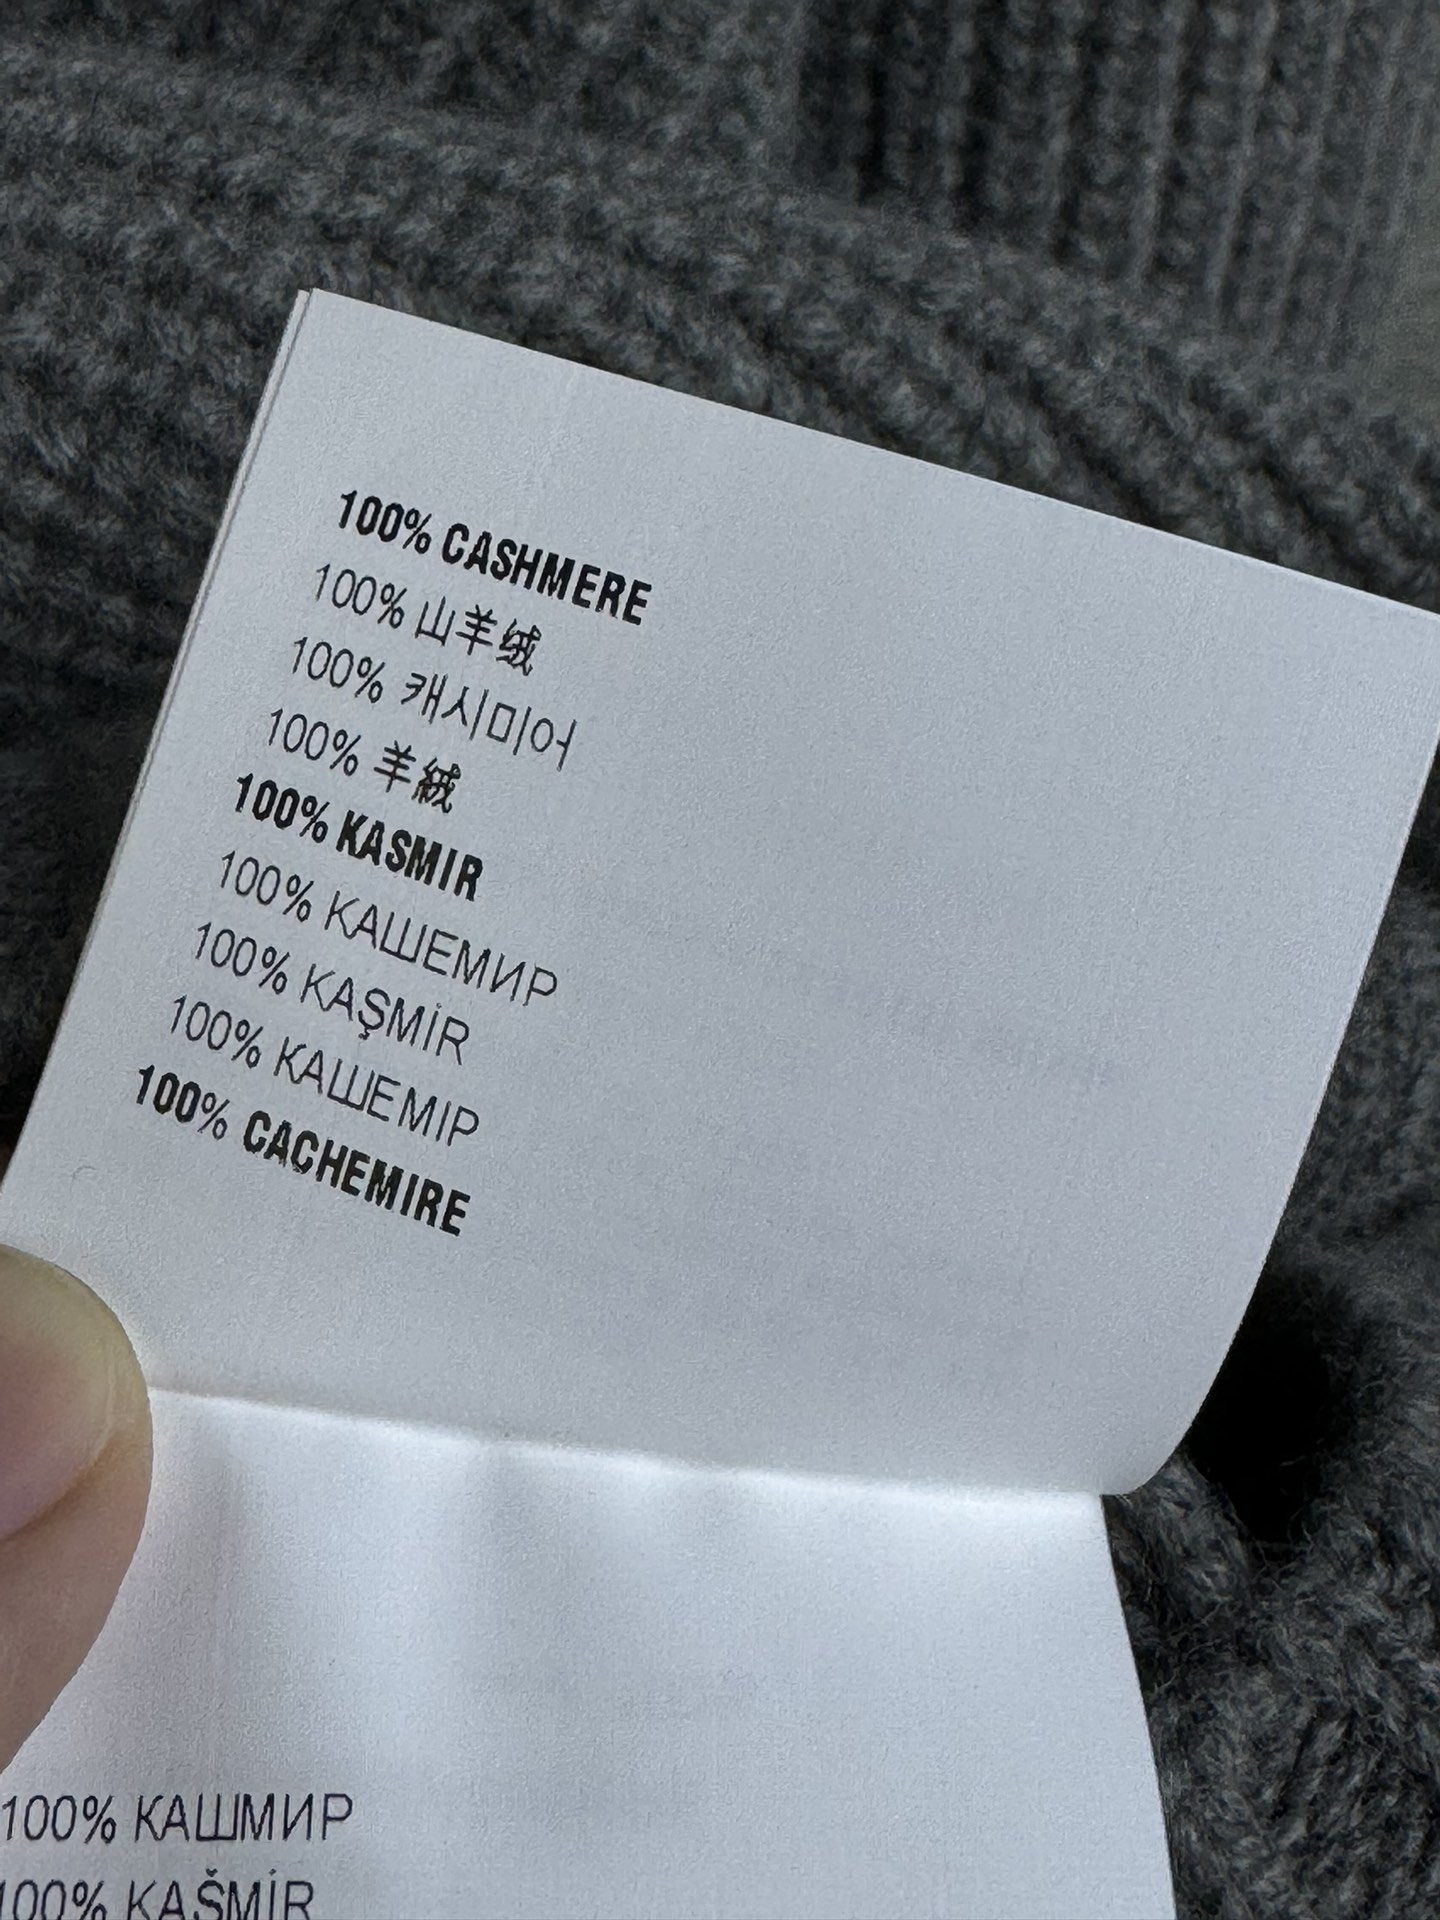 100% CASHMERE
100% 山羊绒
100% 캐시미어
100% 羊絨
100% KASMIR
100% КАШЕМИР
100% KAŞMİR
100% КАШЕМІР
100% CACHEMIRE
100% КАШМИР
100% KAŠMİR